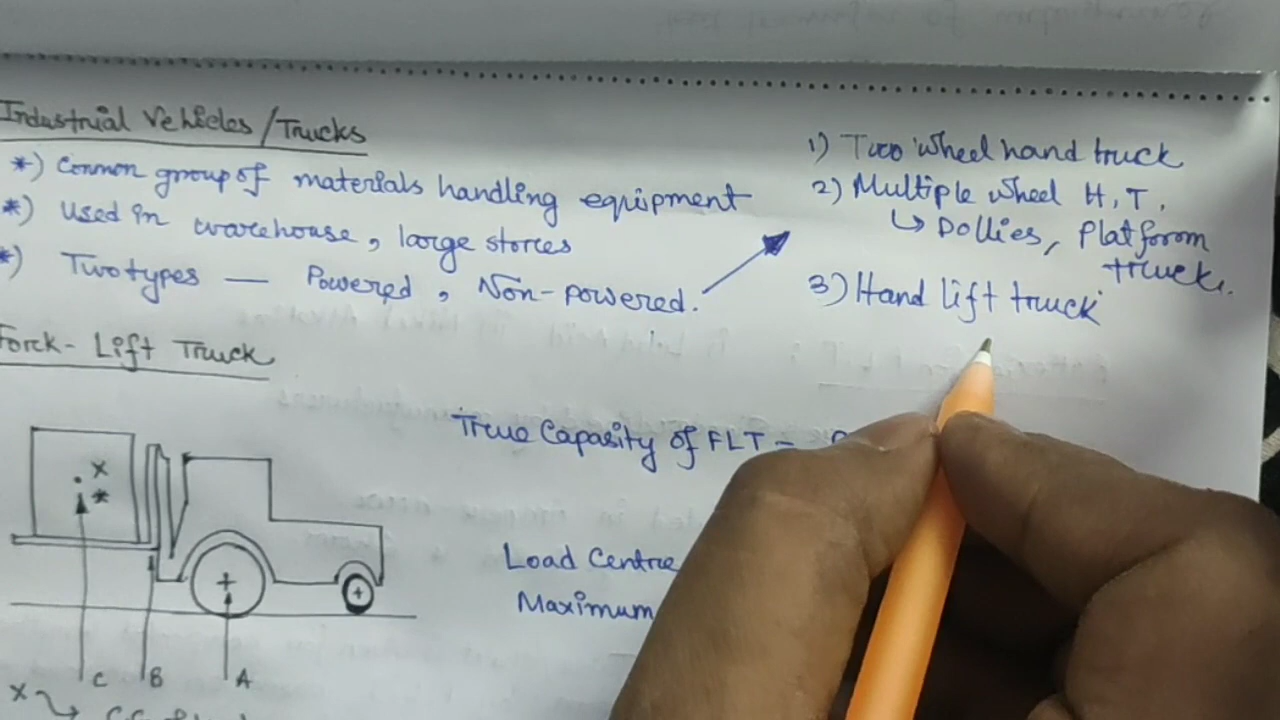 Industrial Vehicles/Trucks
*) Common group of materials handling equipment
*) Used in warehouse, large stores
*) Two types — Powered, Non-powered.
1) Two wheel hand truck
2) Multiple wheel H.T.
↳ Dollies, Platform
truck.
3) Hand lift truck
Forck-Lift Truck
True Capasity of FLT -
Load Centre
Maximum
x
*
+
+
C B A
x